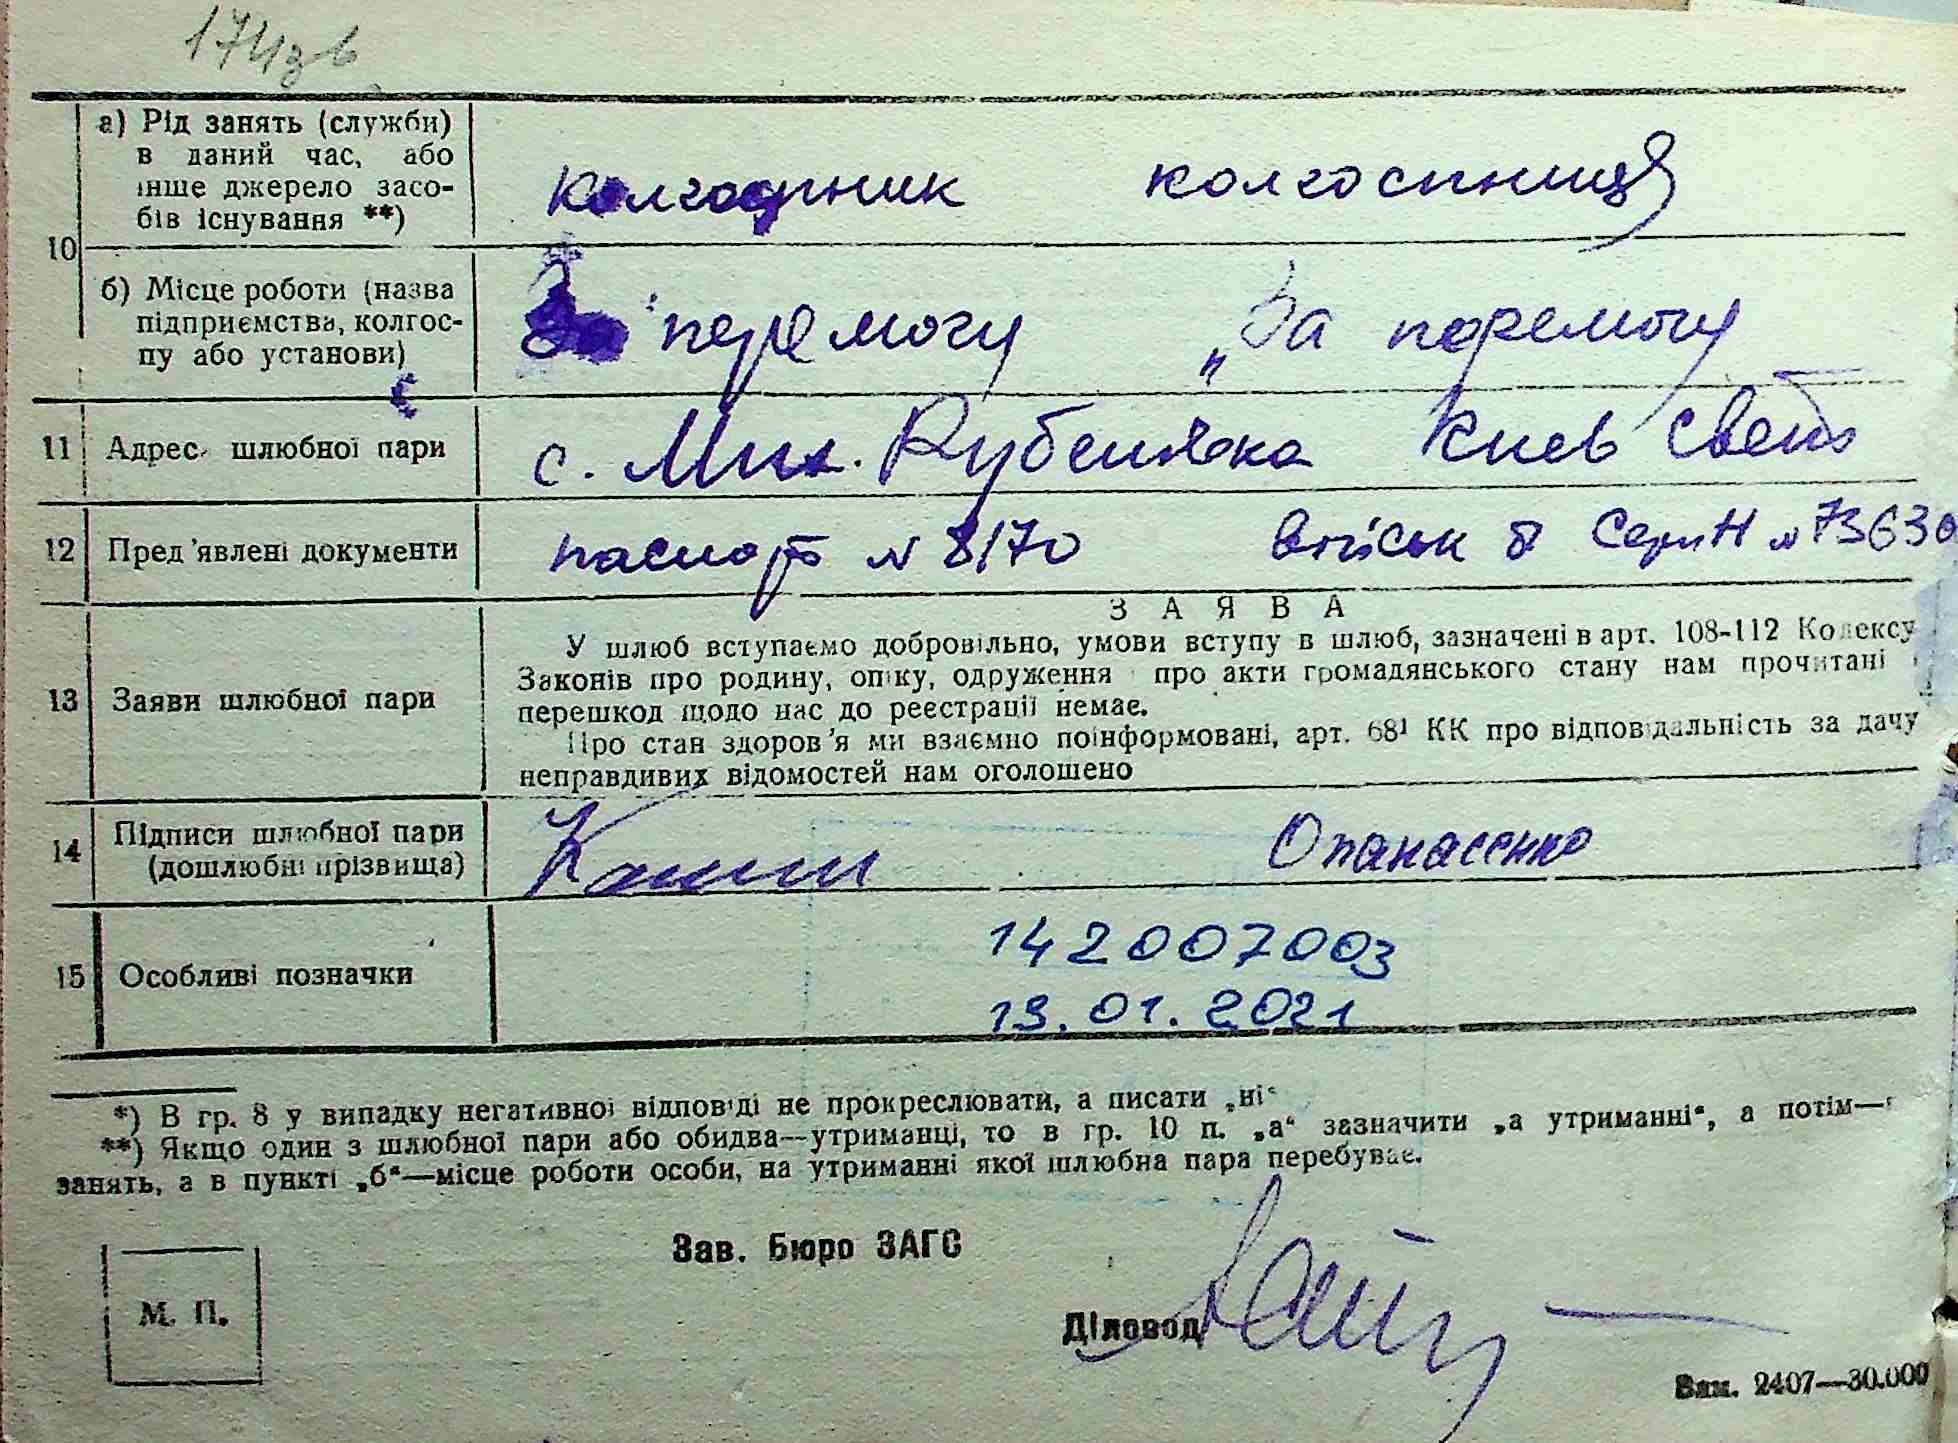 174зв
а) Рід занять (служби)
в даний час, або
інше джерело засо-
бів існування **)
колгоспник колгоспниця
10
б) Місце роботи (назва
підприємства, колгос-
пу або установи)
За перемогу „За перемогу
11 Адрес шлюбної пари
с. Мик. Рубежівка Киев Свет
12 Пред'явлені документи
паспорт № 8170 Війск б Серия Н № 73630
З А Я В А
13 Заяви шлюбної пари
У шлюб вступаємо добровільно, умови вступу в шлюб, зазначені в арт. 108-112 Кодексу
Законів про родину, опіку, одруження про акти громадянського стану нам прочитані
перешкод щодо нас до реєстрації немає.
Про стан здоров'я ми взаємно поінформовані, арт. 68¹ КК про відповідальність за дачу
неправдивих відомостей нам оголошено
14 Підписи шлюбної пари
(дошлюбні прізвища)
Опанасенко
15 Особливі позначки
142007003
19.01.2021
*) В гр. 8 у випадку негативної відповіді не прокреслювати, а писати „ні“
**) Якщо один з шлюбної пари або обидва—утриманці, то в гр. 10 п. „а“ зазначити „а утриманні“, а потім—
занять, а в пункті „б“—місце роботи особи, на утриманні якої шлюбна пара перебуває.
Зав. Бюро ЗАГС
М. П.
Діловод
Зам. 2407—30.000